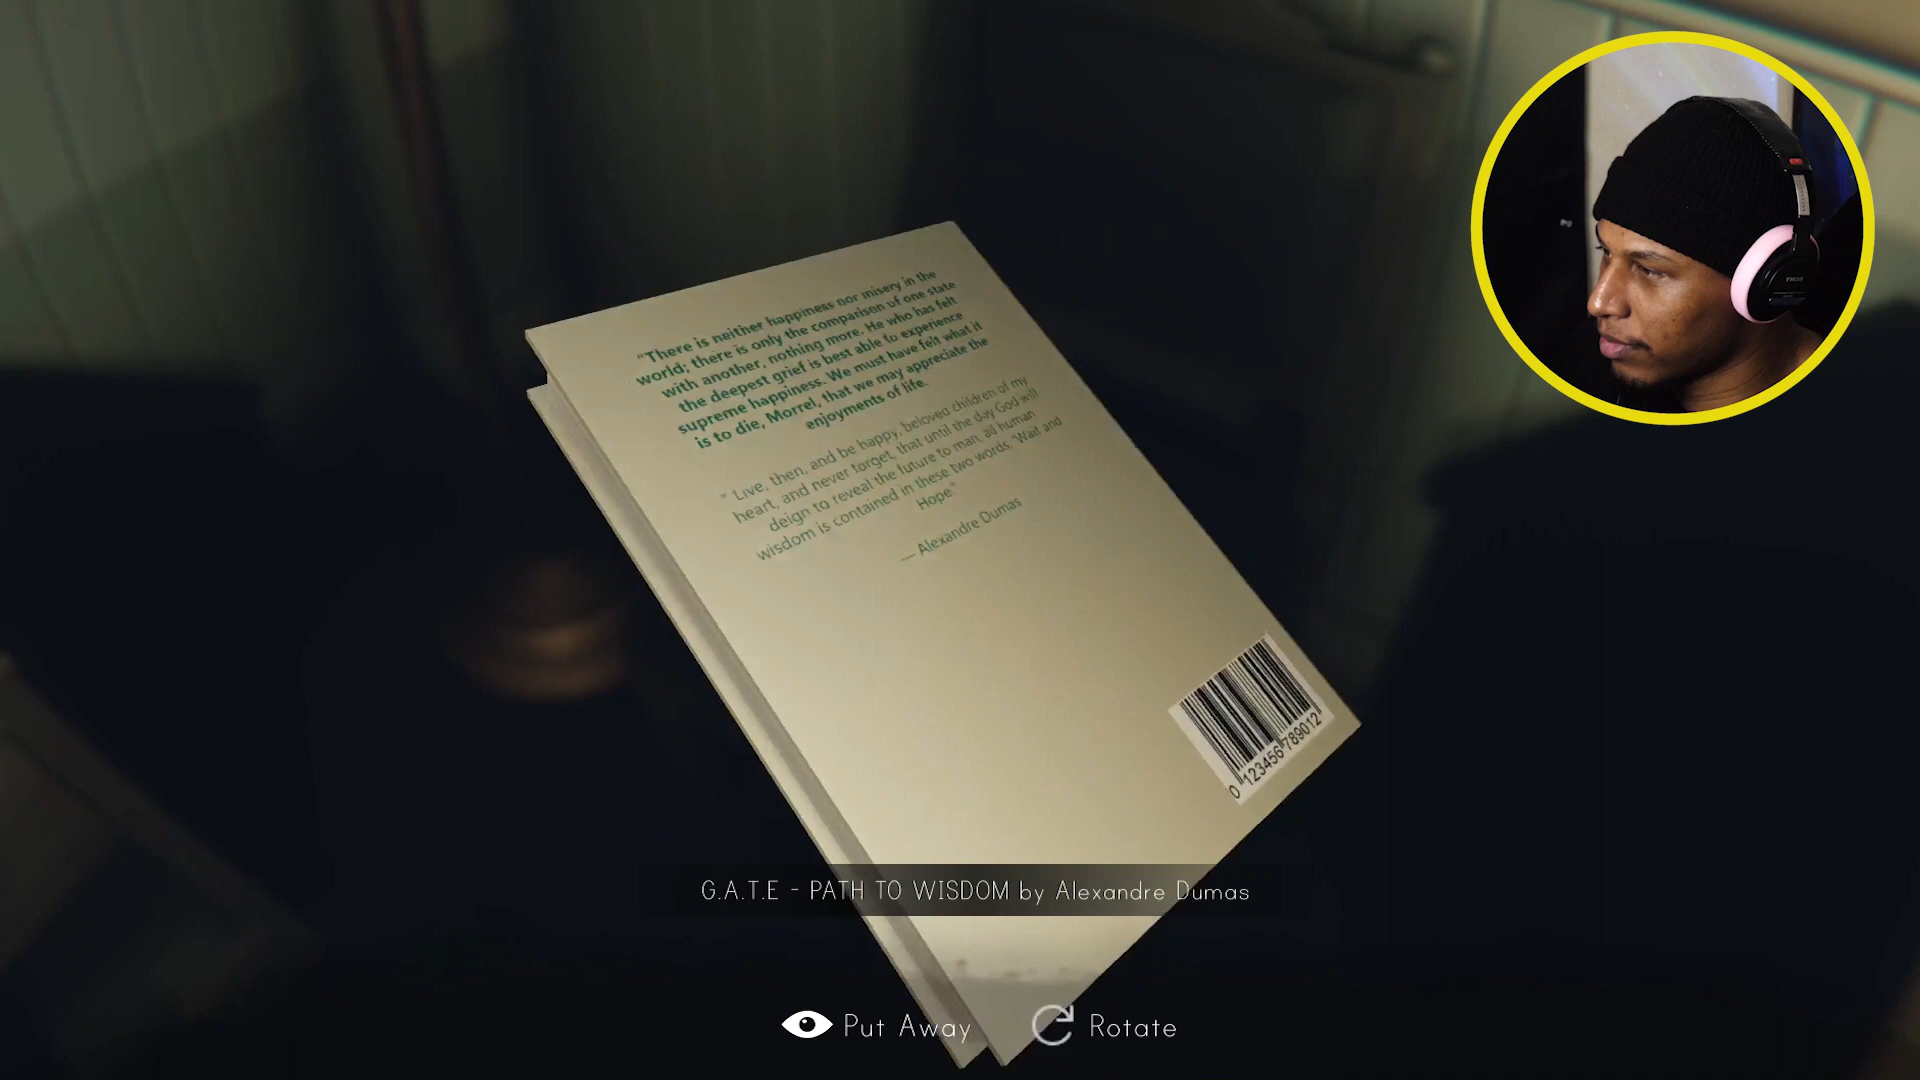 "There is neither happiness nor misery in the
world; there is only the comparison of one state
with another, nothing more. He who has felt
the deepest grief is best able to experience
supreme happiness. We must have felt what it
is to die, Morrel, that we may appreciate the
enjoyments of life.
" Live, then, and be happy, beloved children of my
heart, and never forget, that until the day God will
deign to reveal the future to man, all human
wisdom is contained in these two words, 'Wait and
Hope."
— Alexandre Dumas
0 123456 789012
G.A.T.E - PATH TO WISDOM by Alexandre Dumas
Put Away
Rotate